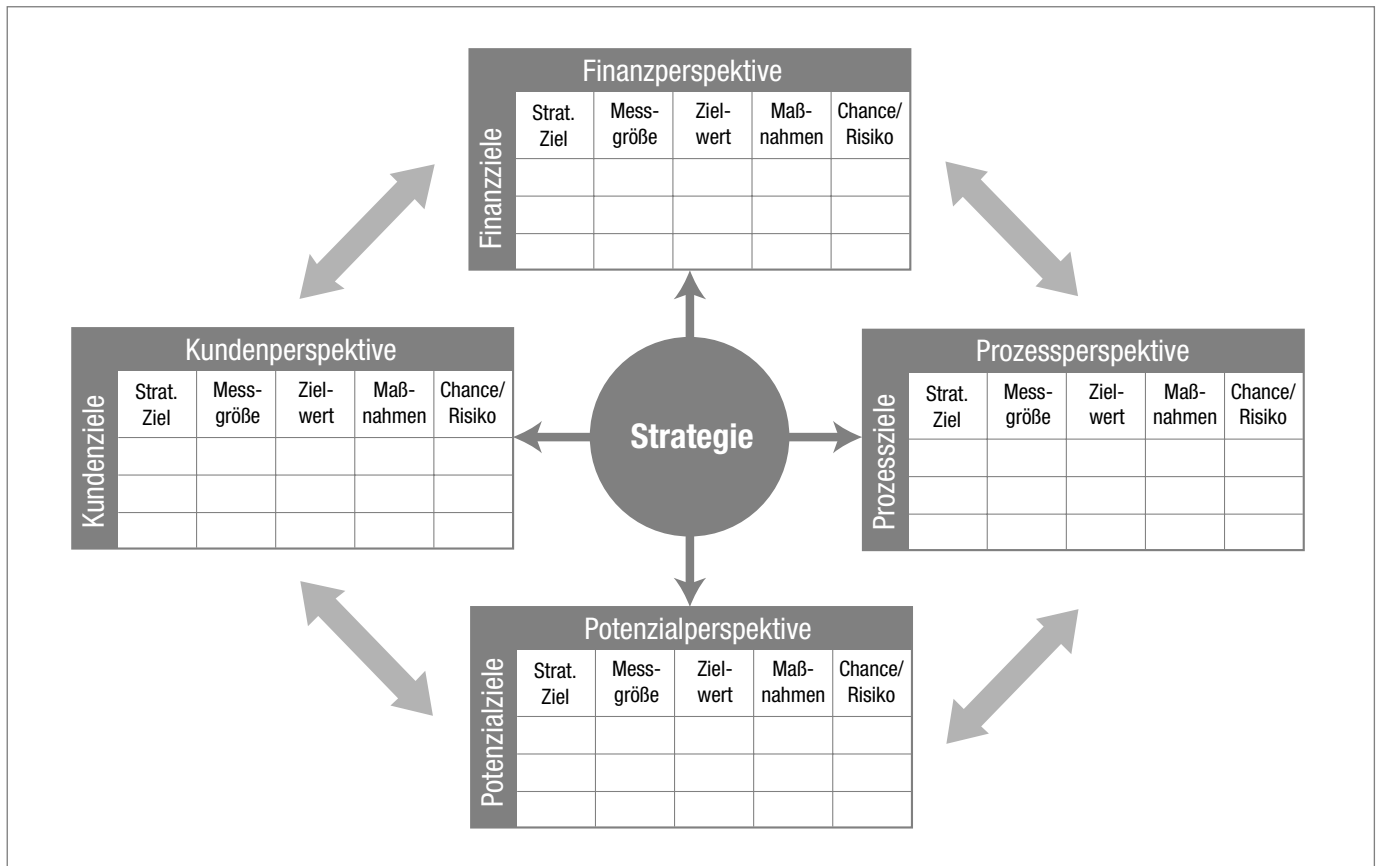 Finanzperspektive
Finanzziele
Strat. Mess- Ziel- Maß- Chance/
Ziel größe wert nahmen Risiko
Kundenperspektive
Kundenziele
Strat. Mess- Ziel- Maß- Chance/
Ziel größe wert nahmen Risiko
Strategie
Prozessperspektive
Prozessziele
Strat. Mess- Ziel- Maß- Chance/
Ziel größe wert nahmen Risiko
Potenzialperspektive
Potenzialziele
Strat. Mess- Ziel- Maß- Chance/
Ziel größe wert nahmen Risiko